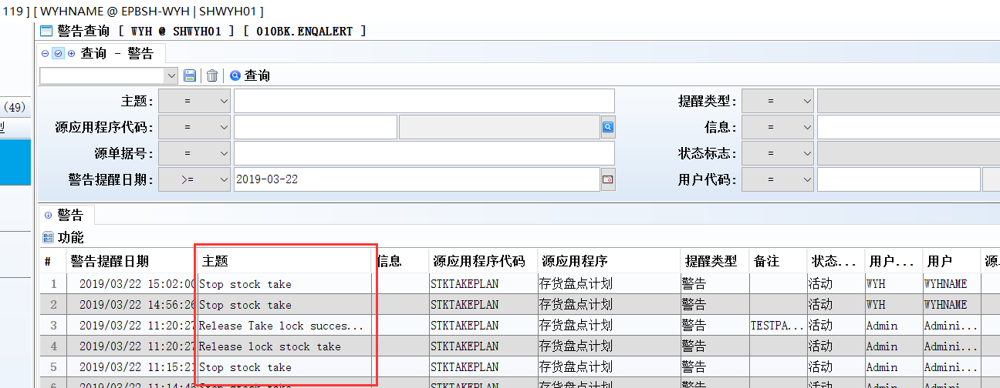 119 ] [ WYHNAME @ EPBSH-WYH | SHWYH01 ]
警告查询 [ WYH @ SHWYH01 ] [ 010BK.ENQALERT ]
查询 - 警告
查询
主题: = 提醒类型: =
(49)
源应用程序代码: = 信息: =
型
源单据号: = 状态标志: =
警告提醒日期: >= 2019-03-22 用户代码: =
警告
功能
# 警告提醒日期 主题 信息 源应用程序代码 源应用程序 提醒类型 备注 状态... 用户... 用户 源
1 2019/03/22 15:02:00 Stop stock take STKTAKEPLAN 存货盘点计划 警告 活动 WYH WYHNAME
2 2019/03/22 14:56:26 Stop stock take STKTAKEPLAN 存货盘点计划 警告 活动 WYH WYHNAME
3 2019/03/22 11:20:27 Release Take lock succes... STKTAKEPLAN 存货盘点计划 警告 TESTPA... 活动 Admin Admini...
4 2019/03/22 11:20:27 Release lock stock take STKTAKEPLAN 存货盘点计划 警告 活动 Admin Admini...
5 2019/03/22 11:15:21 Stop stock take STKTAKEPLAN 存货盘点计划 警告 活动 Admin Admini...